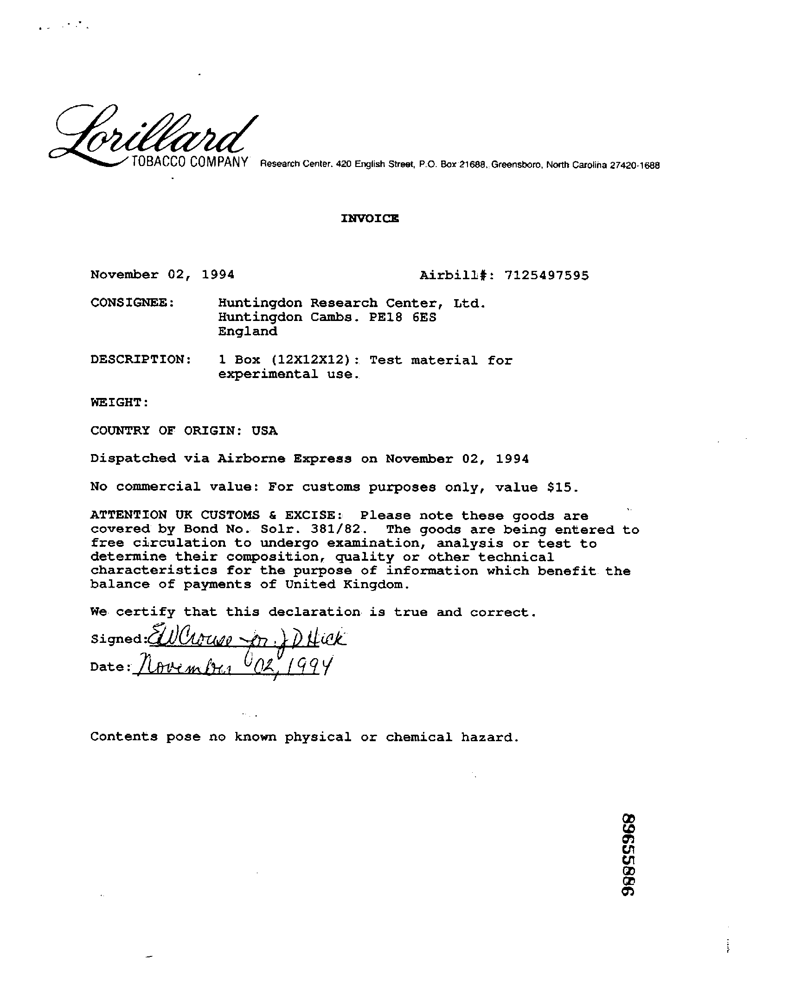 Lorillard
TOBACCO COMPANY Research Center, 420 English Street, P.O. Box 21688, Greensboro, North Carolina 27420-1688
INVOICE
November 02, 1994 Airbill#: 7125497595
CONSIGNEE: Huntingdon Research Center, Ltd.
Huntingdon Cambs. PE18 6ES
England
DESCRIPTION: 1 Box (12X12X12): Test material for
experimental use.
WEIGHT:
COUNTRY OF ORIGIN: USA
Dispatched via Airborne Express on November 02, 1994
No commercial value: For customs purposes only, value $15.
ATTENTION UK CUSTOMS & EXCISE: Please note these goods are
covered by Bond No. Solr. 381/82. The goods are being entered to
free circulation to undergo examination, analysis or test to
determine their composition, quality or other technical
characteristics for the purpose of information which benefit the
balance of payments of United Kingdom.
We certify that this declaration is true and correct.
Signed: EWCrouse for JD Hick
Date: November 02, 1994
Contents pose no known physical or chemical hazard.
89655886